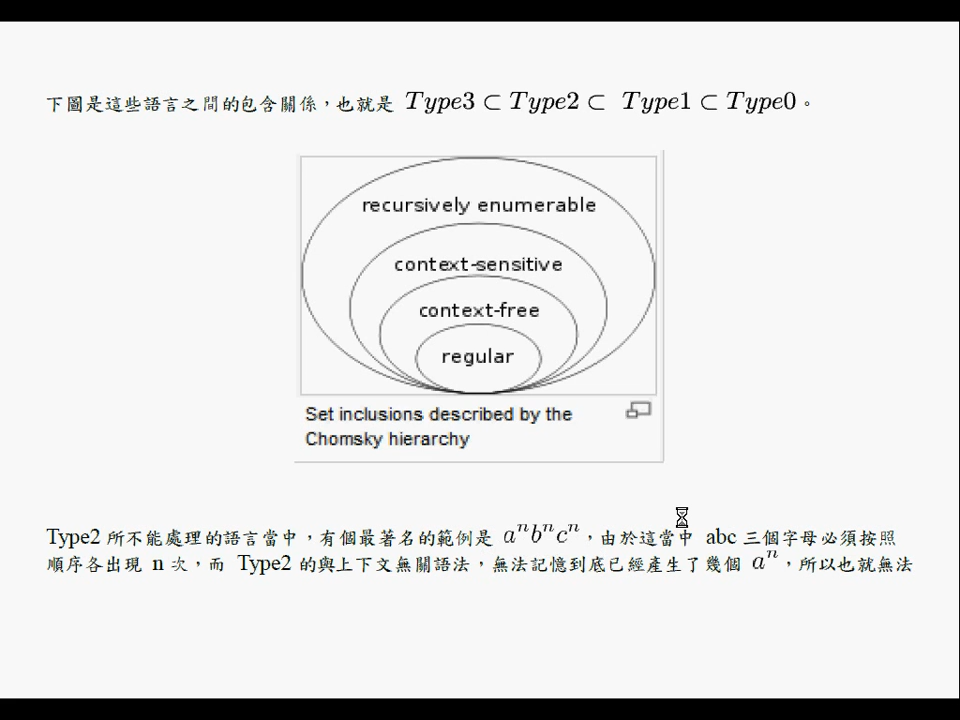 下圖是這些語言之間的包含關係，也就是 Type3 ⊂ Type2 ⊂ Type1 ⊂ Type0。
recursively enumerable
context-sensitive
context-free
regular
Set inclusions described by the
Chomsky hierarchy
Type2 所不能處理的語言當中，有個最著名的範例是 aⁿbⁿcⁿ，由於這當中 abc 三個字母必須按照
順序各出現 n 次，而 Type2 的與上下文無關語法，無法記憶到底已經產生了幾個 aⁿ，所以也就無法